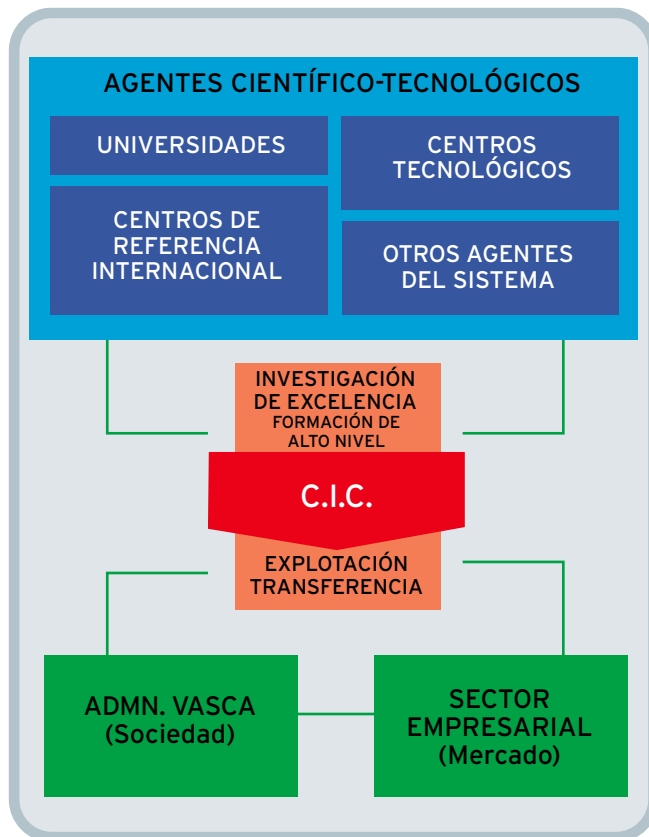 AGENTES CIENTÍFICO-TECNOLÓGICOS
UNIVERSIDADES
CENTROS DE
REFERENCIA
INTERNACIONAL
CENTROS
TECNOLÓGICOS
OTROS AGENTES
DEL SISTEMA
INVESTIGACIÓN
DE EXCELENCIA
FORMACIÓN DE
ALTO NIVEL
C.I.C.
EXPLOTACIÓN
TRANSFERENCIA
ADMN. VASCA
(Sociedad)
SECTOR
EMPRESARIAL
(Mercado)